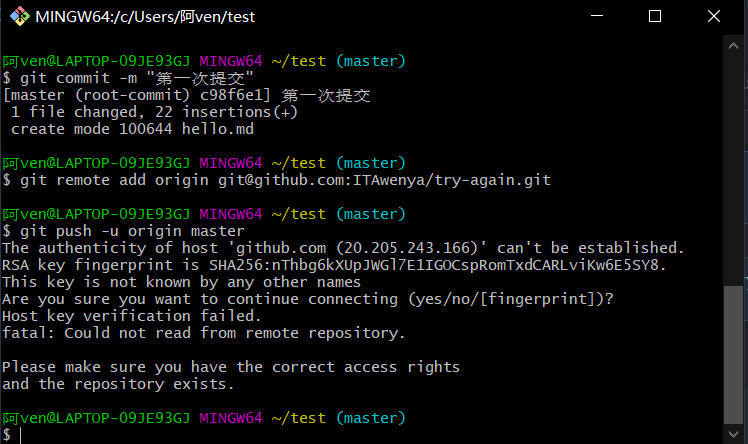 MINGW64:/c/Users/阿ven/test
阿ven@LAPTOP-09JE93GJ MINGW64 ~/test (master)
$ git commit -m "第一次提交"
[master (root-commit) c98f6e1] 第一次提交
 1 file changed, 22 insertions(+)
 create mode 100644 hello.md
阿ven@LAPTOP-09JE93GJ MINGW64 ~/test (master)
$ git remote add origin git@github.com:ITAwenya/try-again.git
阿ven@LAPTOP-09JE93GJ MINGW64 ~/test (master)
$ git push -u origin master
The authenticity of host 'github.com (20.205.243.166)' can't be established.
RSA key fingerprint is SHA256:nThbg6kXUpJWGl7E1IGOCspRomTxdCARLviKw6E5SY8.
This key is not known by any other names
Are you sure you want to continue connecting (yes/no/[fingerprint])?
Host key verification failed.
fatal: Could not read from remote repository.
Please make sure you have the correct access rights
and the repository exists.
阿ven@LAPTOP-09JE93GJ MINGW64 ~/test (master)
$